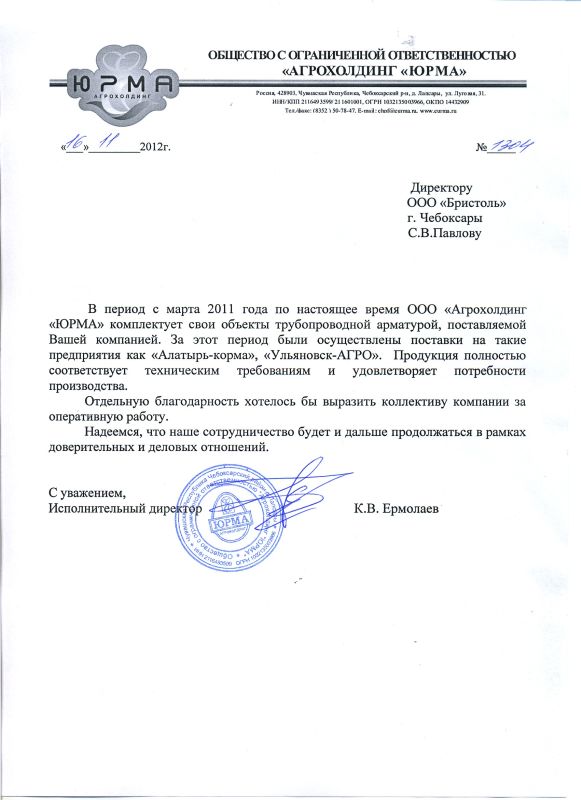 ЮРМА
АГРОХОЛДИНГ
ОБЩЕСТВО С ОГРАНИЧЕННОЙ ОТВЕТСТВЕННОСТЬЮ
«АГРОХОЛДИНГ «ЮРМА»
Россия, 428903, Чувашская Республика, Чебоксарский р-н, д. Лапсары, ул. Луговая, 31.
ИНН/КПП 2116493599/ 211601001, ОГРН 1032135003966, ОКПО 14432909
Тел./факс: (8352 ) 50-78-47. E-mail: chof@curma.ru. www.curma.ru
«16» 11 2012г.
№ 1304
Директору
ООО «Бристоль»
г. Чебоксары
С.В.Павлову
В период с марта 2011 года по настоящее время ООО «Агрохолдинг
«ЮРМА» комплектует свои объекты трубопроводной арматурой, поставляемой
Вашей компанией. За этот период были осуществлены поставки на такие
предприятия как «Алатырь-корма», «Ульяновск-АГРО». Продукция полностью
соответствует техническим требованиям и удовлетворяет потребности
производства.
Отдельную благодарность хотелось бы выразить коллективу компании за
оперативную работу.
Надеемся, что наше сотрудничество будет и дальше продолжаться в рамках
доверительных и деловых отношений.
С уважением,
Исполнительный директор
К.В. Ермолаев
ЮРМА